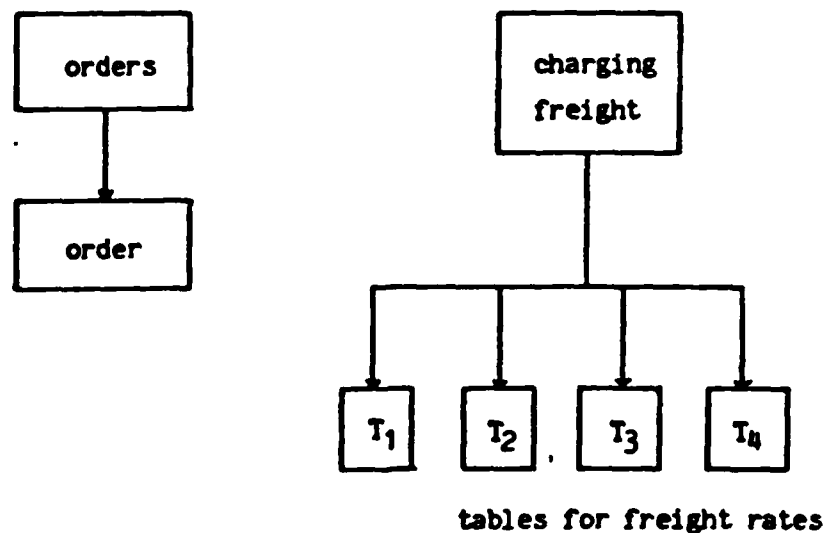 orders
order
charging
freight
T₁
T₂
T₃
T₄
tables for freight rates